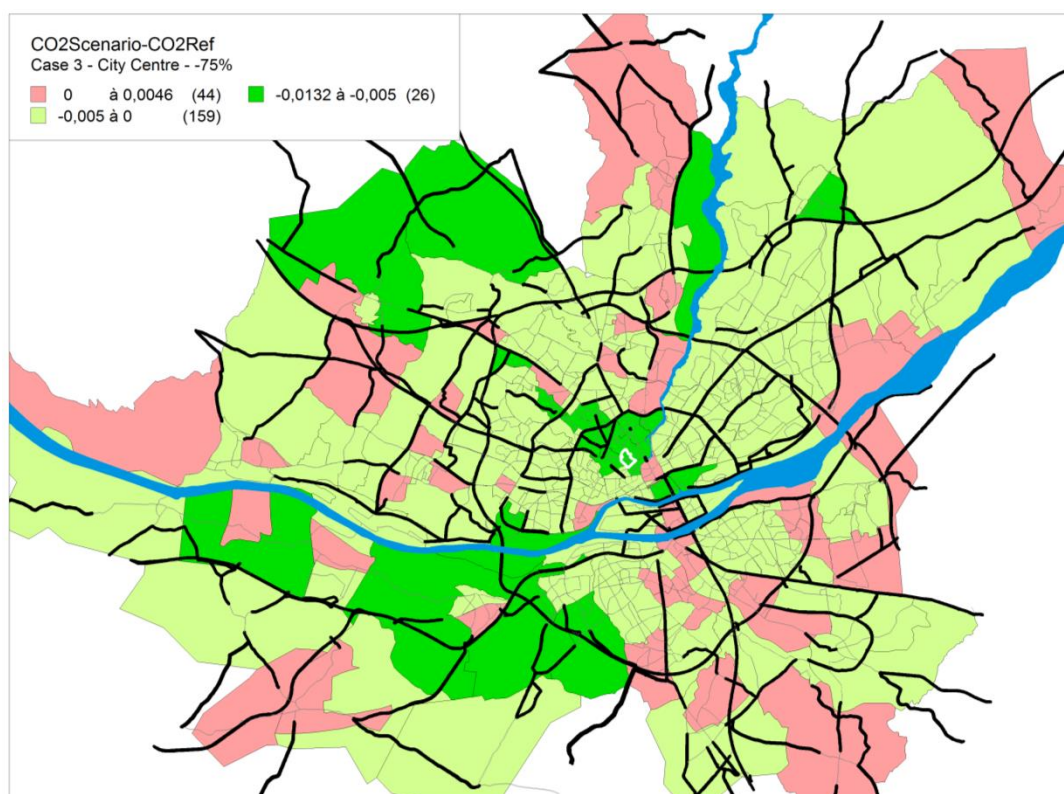 CO2Scenario-CO2Ref
Case 3 - City Centre - -75%
0 à 0,0046 (44) -0,0132 à -0,005 (26)
-0,005 à 0 (159)